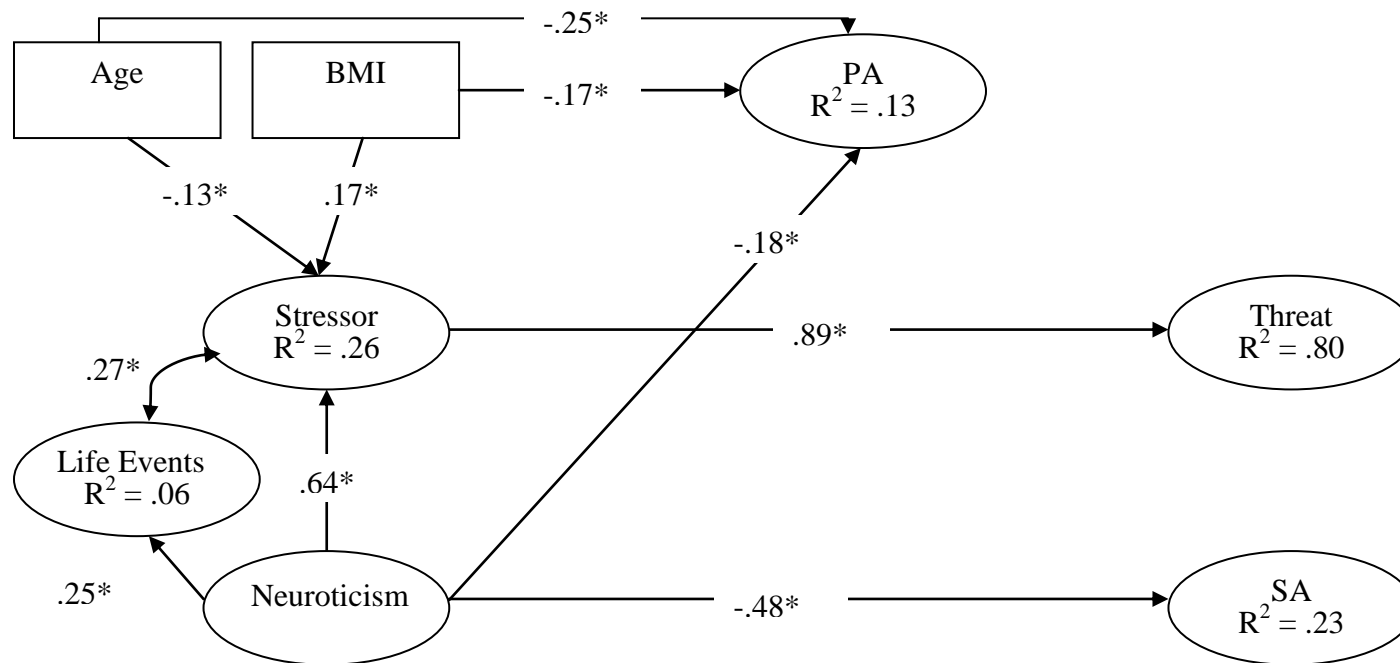 -.25*
Age
BMI
PA
R² = .13
-.17*
-.13*
.17*
-.18*
Stressor
R² = .26
.89*
Threat
R² = .80
.27*
Life Events
R² = .06
.64*
.25*
Neuroticism
-.48*
SA
R² = .23